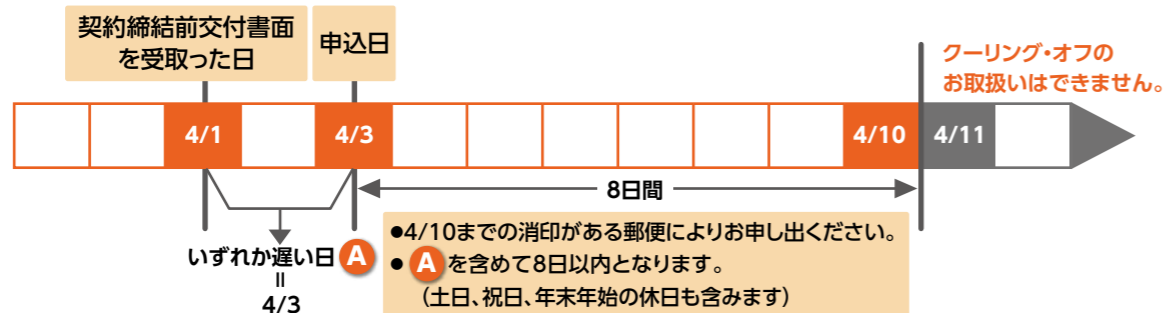 契約締結前交付書面
を受取った日
申込日
クーリング・オフの
お取扱いはできません。
4/1
4/3
4/10
4/11
8日間
いずれか遅い日 A
=
4/3
●4/10までの消印がある郵便によりお申し出ください。
● A を含めて8日以内となります。
（土日、祝日、年末年始の休日も含みます）